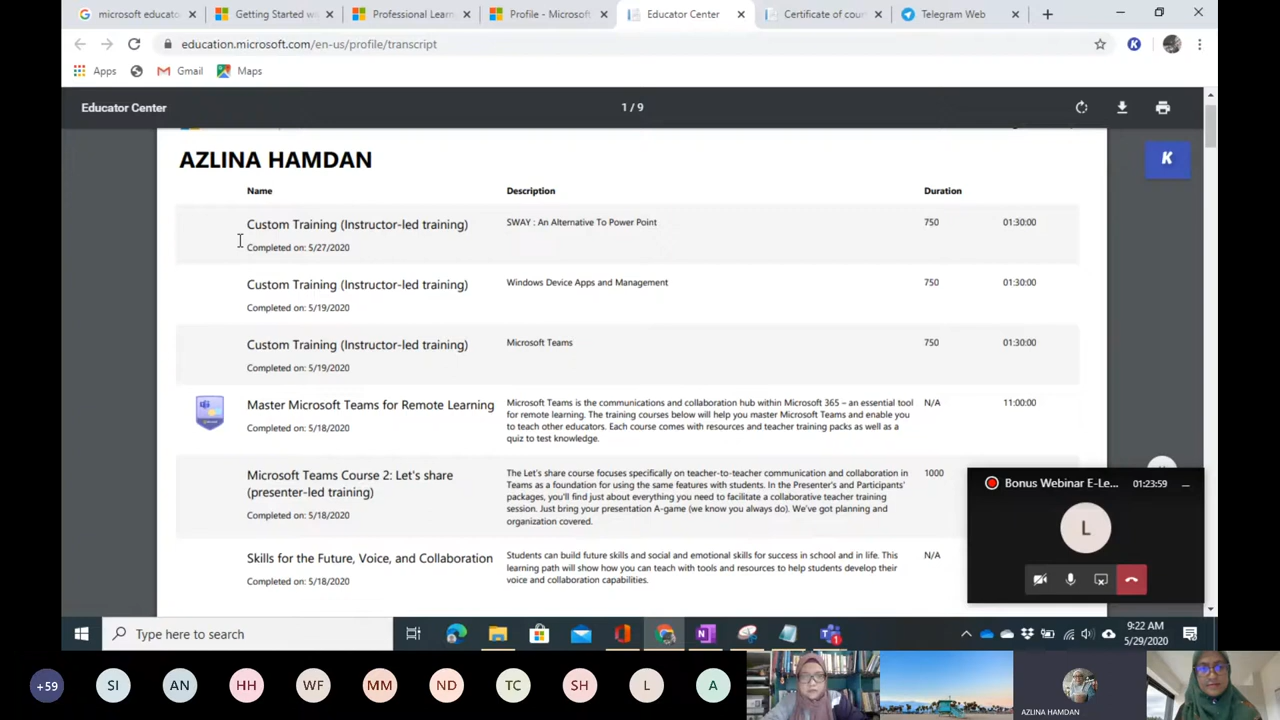 microsoft educato
Getting Started wi
Professional Learn
Profile - Microsoft
Educator Center
Certificate of cour
Telegram Web
education.microsoft.com/en-us/profile/transcript
K
Apps
Gmail
Maps
Educator Center
1 / 9
K
AZLINA HAMDAN
Name Description Duration
Custom Training (Instructor-led training)
Completed on: 5/27/2020
SWAY : An Alternative To Power Point
750 01:30:00
Custom Training (Instructor-led training)
Completed on: 5/19/2020
Windows Device Apps and Management
750 01:30:00
Custom Training (Instructor-led training)
Completed on: 5/19/2020
Microsoft Teams
750 01:30:00
Master Microsoft Teams for Remote Learning
Completed on: 5/18/2020
Microsoft Teams is the communications and collaboration hub within Microsoft 365 – an essential tool
for remote learning. The training courses below will help you master Microsoft Teams and enable you
to teach other educators. Each course comes with resources and teacher training packs as well as a
quiz to test knowledge.
N/A 11:00:00
Microsoft Teams Course 2: Let's share
(presenter-led training)
Completed on: 5/18/2020
The Let's share course focuses specifically on teacher-to-teacher communication and collaboration in
Teams as a foundation for using the same features with students. In the Presenter's and Participants'
packages, you'll find just about everything you need to facilitate a collaborative teacher training
session. Just bring your presentation A-game (we know you always do). We've got planning and
organization covered.
1000
Skills for the Future, Voice, and Collaboration
Completed on: 5/18/2020
Students can build future skills and social and emotional skills for success in school and in life. This
learning path will show how you can teach with tools and resources to help students develop their
voice and collaboration capabilities.
N/A
Bonus Webinar E-Le... 01:23:59
L
Type here to search
9:22 AM
5/29/2020
+59 SI AN HH WF MM ND TC SH L A
AZLINA HAMDAN